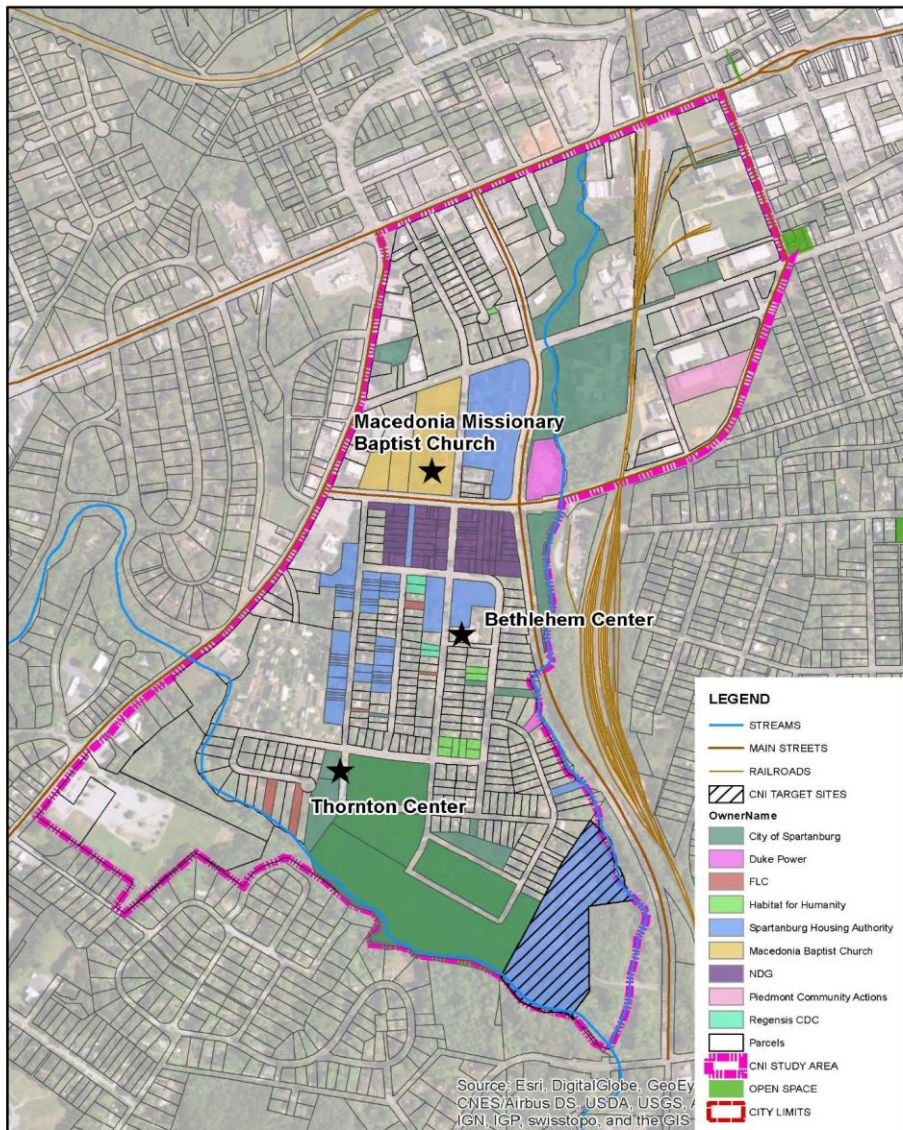 Macedonia Missionary
Baptist Church
Bethlehem Center
Thornton Center
LEGEND
STREAMS
MAIN STREETS
RAILROADS
CNI TARGET SITES
OwnerName
City of Spartanburg
Duke Power
FLC
Habitat for Humanity
Spartanburg Housing Authority
Macedonia Baptist Church
NDG
Piedmont Community Actions
Regensis CDC
Parcels
CNI STUDY AREA
OPEN SPACE
CITY LIMITS
Source: Esri, DigitalGlobe, GeoEy
CNES/Airbus DS, USDA, USGS,
IGN, IGP, swisstopo, and the GIS